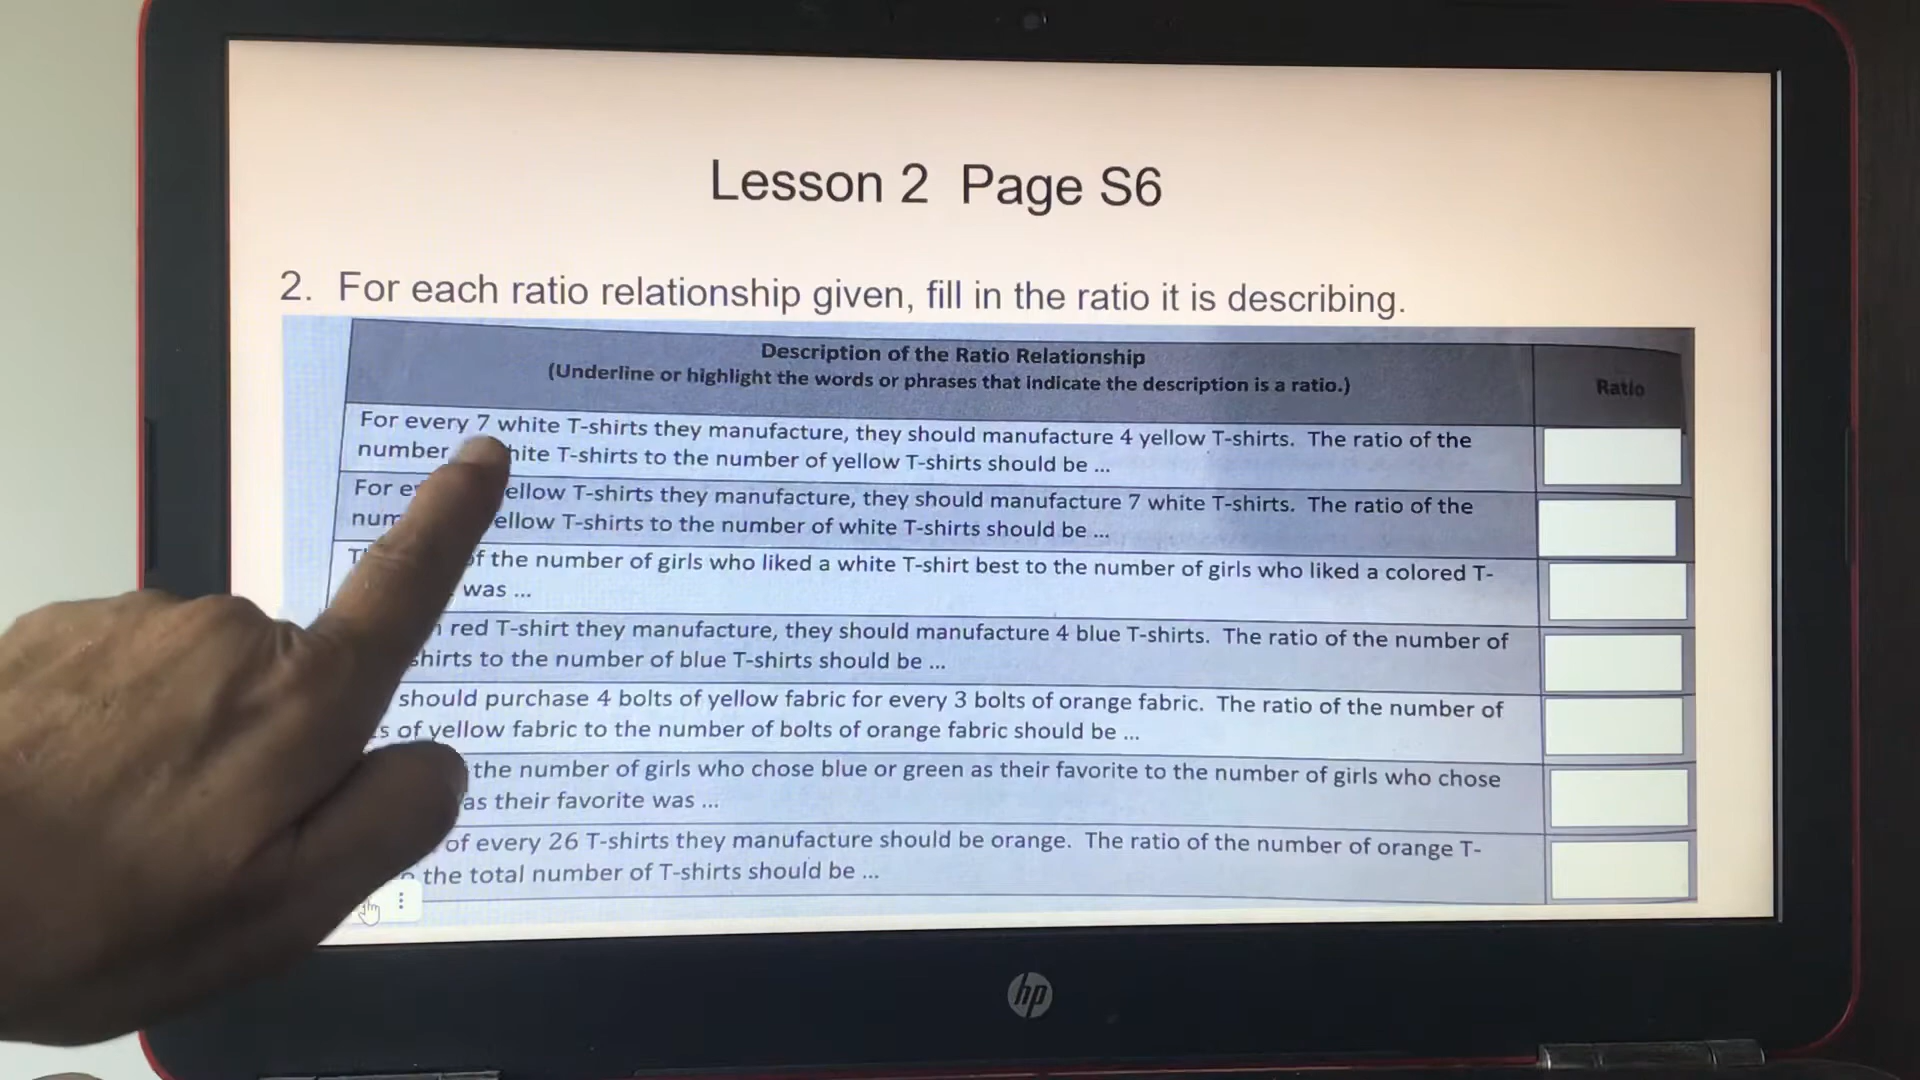 Lesson 2 Page S6
2. For each ratio relationship given, fill in the ratio it is describing.
Description of the Ratio Relationship
(Underline or highlight the words or phrases that indicate the description is a ratio.)
Ratio
For every 7 white T-shirts they manufacture, they should manufacture 4 yellow T-shirts. The ratio of the
number T-shirts to the number of yellow T-shirts should be ...
For T-shirts they manufacture, they should manufacture 7 white T-shirts. The ratio of the
T-shirts to the number of white T-shirts should be ...
the number of girls who liked a white T-shirt best to the number of girls who liked a colored T-
was ...
red T-shirt they manufacture, they should manufacture 4 blue T-shirts. The ratio of the number of
to the number of blue T-shirts should be ...
should purchase 4 bolts of yellow fabric for every 3 bolts of orange fabric. The ratio of the number of
of yellow fabric to the number of bolts of orange fabric should be ...
the number of girls who chose blue or green as their favorite to the number of girls who chose
as their favorite was ...
of every 26 T-shirts they manufacture should be orange. The ratio of the number of orange T-
the total number of T-shirts should be ...
hp